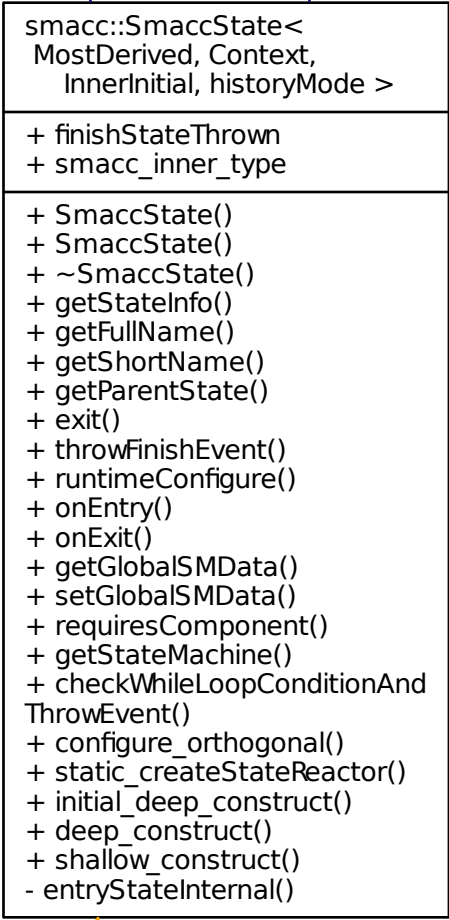 smacc::SmaccState<
MostDerived, Context,
InnerInitial, historyMode >
+ finishStateThrown
+ smacc_inner_type
+ SmaccState()
+ SmaccState()
+ ~SmaccState()
+ getStateInfo()
+ getFullName()
+ getShortName()
+ getParentState()
+ exit()
+ throwFinishEvent()
+ runtimeConfigure()
+ onEntry()
+ onExit()
+ getGlobalSMData()
+ setGlobalSMData()
+ requiresComponent()
+ getStateMachine()
+ checkWhileLoopConditionAnd
ThrowEvent()
+ configure_orthogonal()
+ static_createStateReactor()
+ initial_deep_construct()
+ deep_construct()
+ shallow_construct()
- entryStateInternal()